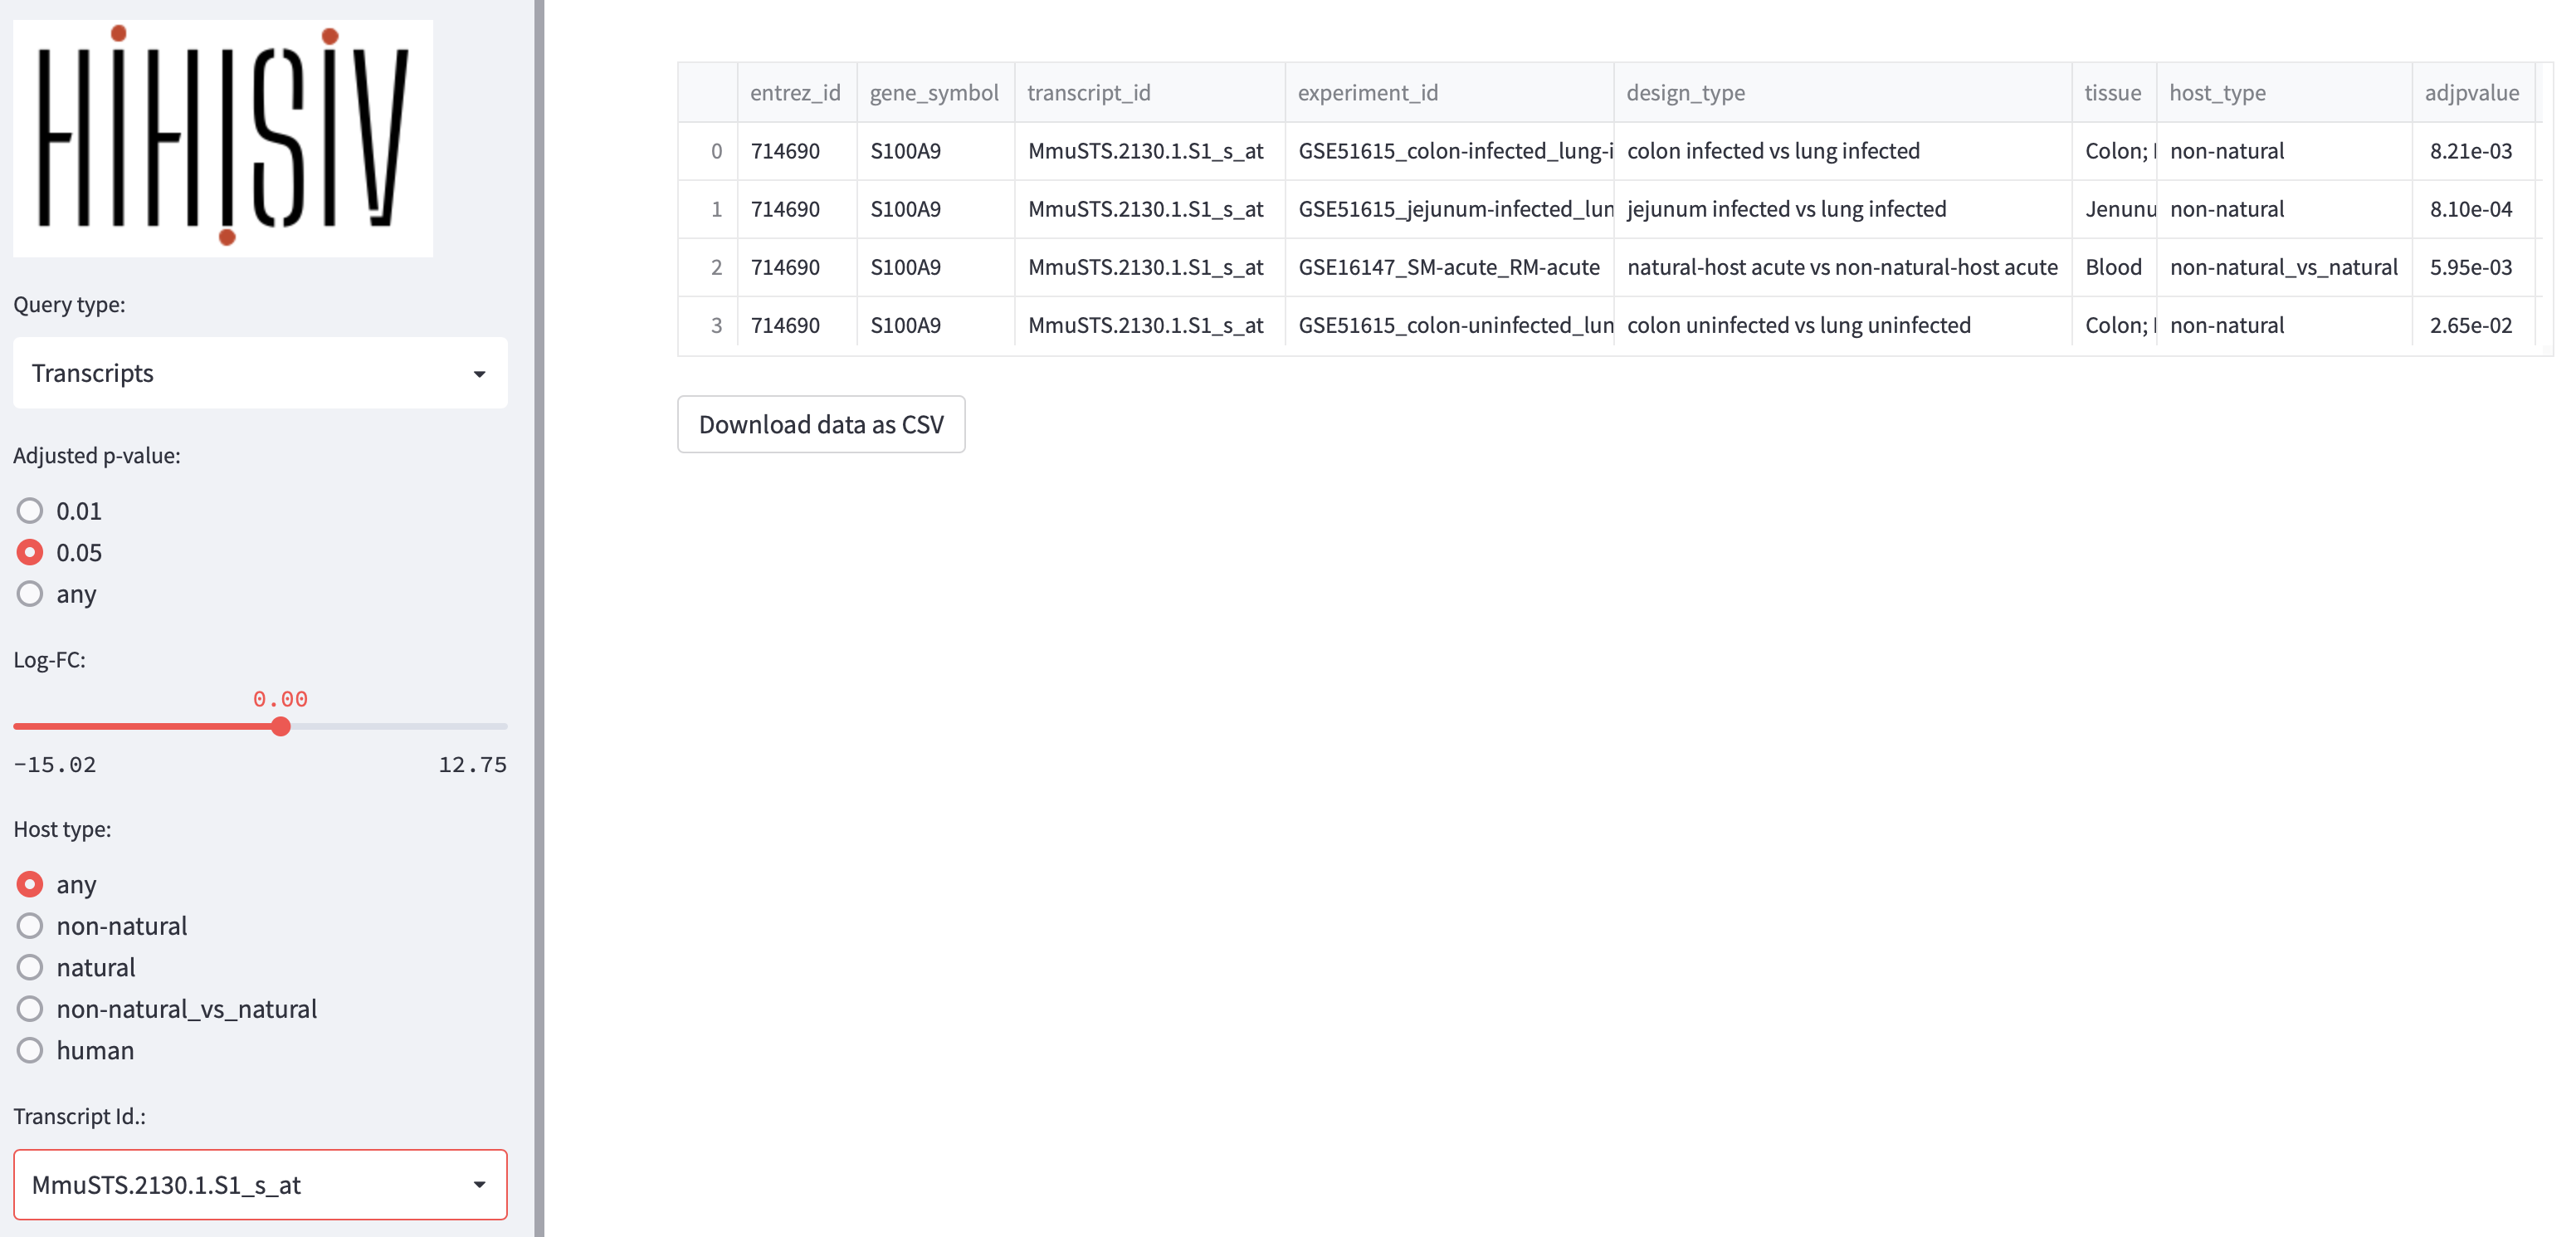 HIHISIV
Query type:
Transcripts
Adjusted p-value:
0.01
0.05
any
Log-FC:
0.00
-15.02 12.75
Host type:
any
non-natural
natural
non-natural_vs_natural
human
Transcript Id.:
MmuSTS.2130.1.S1_s_at
entrez_id gene_symbol transcript_id experiment_id design_type tissue host_type adjpvalue
0 714690 S100A9 MmuSTS.2130.1.S1_s_at GSE51615_colon-infected_lung-i colon infected vs lung infected Colon; non-natural 8.21e-03
1 714690 S100A9 MmuSTS.2130.1.S1_s_at GSE51615_jejunum-infected_lun jejunum infected vs lung infected Jenunu non-natural 8.10e-04
2 714690 S100A9 MmuSTS.2130.1.S1_s_at GSE16147_SM-acute_RM-acute natural-host acute vs non-natural-host acute Blood non-natural_vs_natural 5.95e-03
3 714690 S100A9 MmuSTS.2130.1.S1_s_at GSE51615_colon-uninfected_lun colon uninfected vs lung uninfected Colon; non-natural 2.65e-02
Download data as CSV